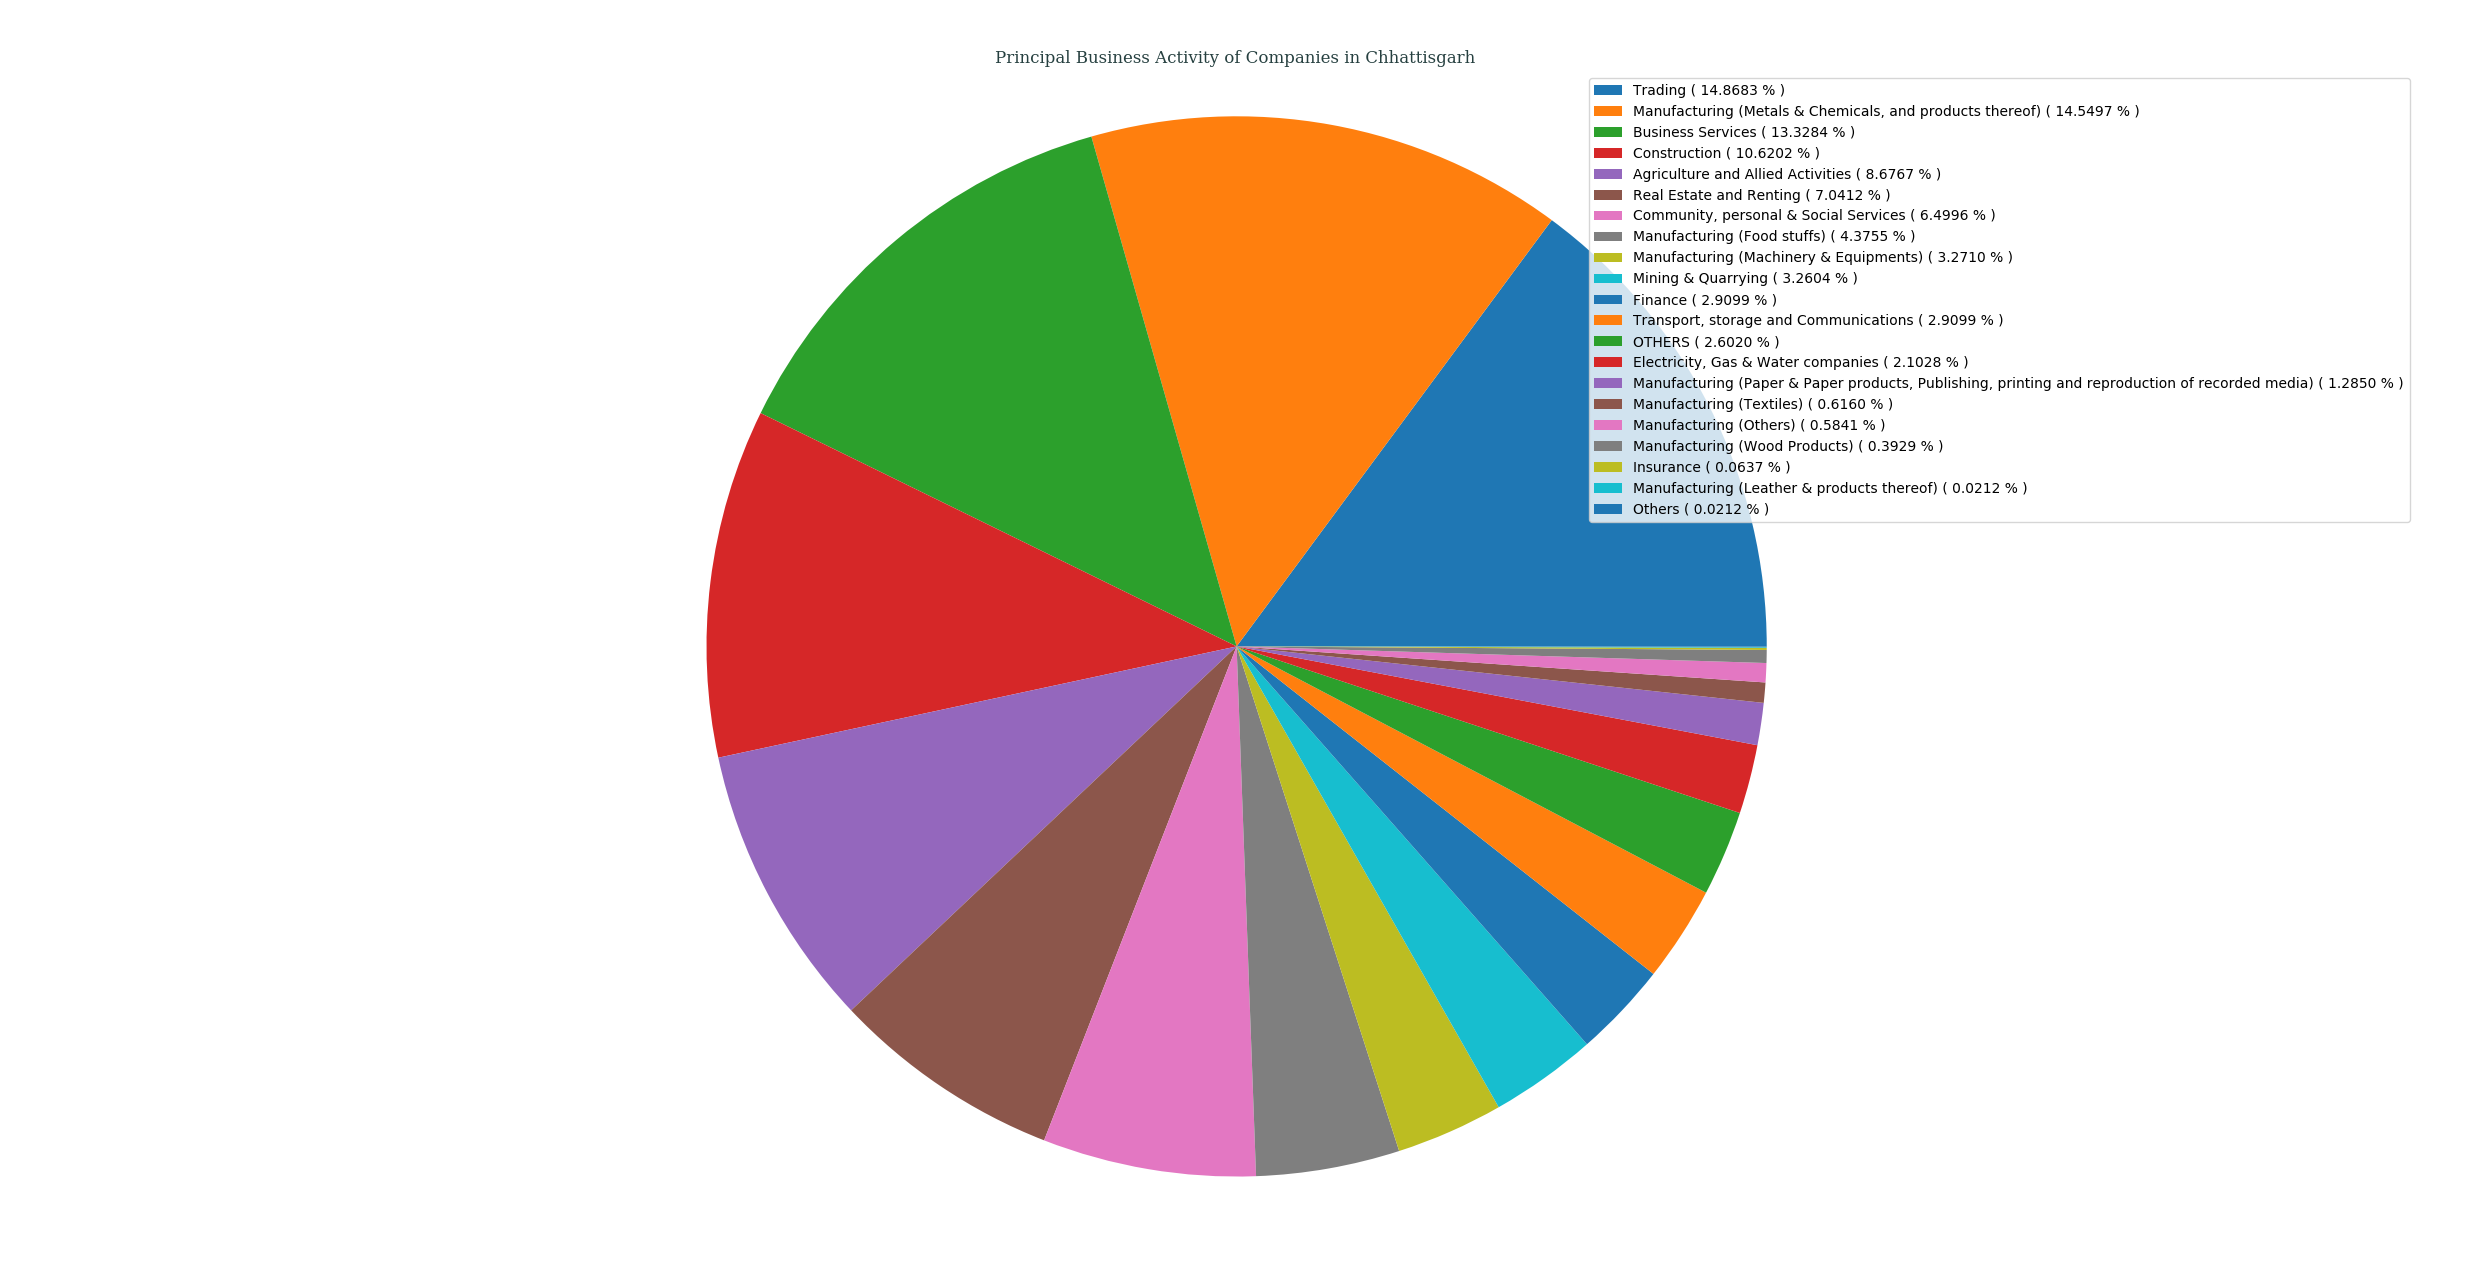 Principal Business Activity of Companies in Chhattisgarh
Trading ( 14.8683 % )
Manufacturing (Metals & Chemicals, and products thereof) ( 14.5497 % )
Business Services ( 13.3284 % )
Construction ( 10.6202 % )
Agriculture and Allied Activities ( 8.6767 % )
Real Estate and Renting ( 7.0412 % )
Community, personal & Social Services ( 6.4996 % )
Manufacturing (Food stuffs) ( 4.3755 % )
Manufacturing (Machinery & Equipments) ( 3.2710 % )
Mining & Quarrying ( 3.2604 % )
Finance ( 2.9099 % )
Transport, storage and Communications ( 2.9099 % )
OTHERS ( 2.6020 % )
Electricity, Gas & Water companies ( 2.1028 % )
Manufacturing (Paper & Paper products, Publishing, printing and reproduction of recorded media) ( 1.2850 % )
Manufacturing (Textiles) ( 0.6160 % )
Manufacturing (Others) ( 0.5841 % )
Manufacturing (Wood Products) ( 0.3929 % )
Insurance ( 0.0637 % )
Manufacturing (Leather & products thereof) ( 0.0212 % )
Others ( 0.0212 % )